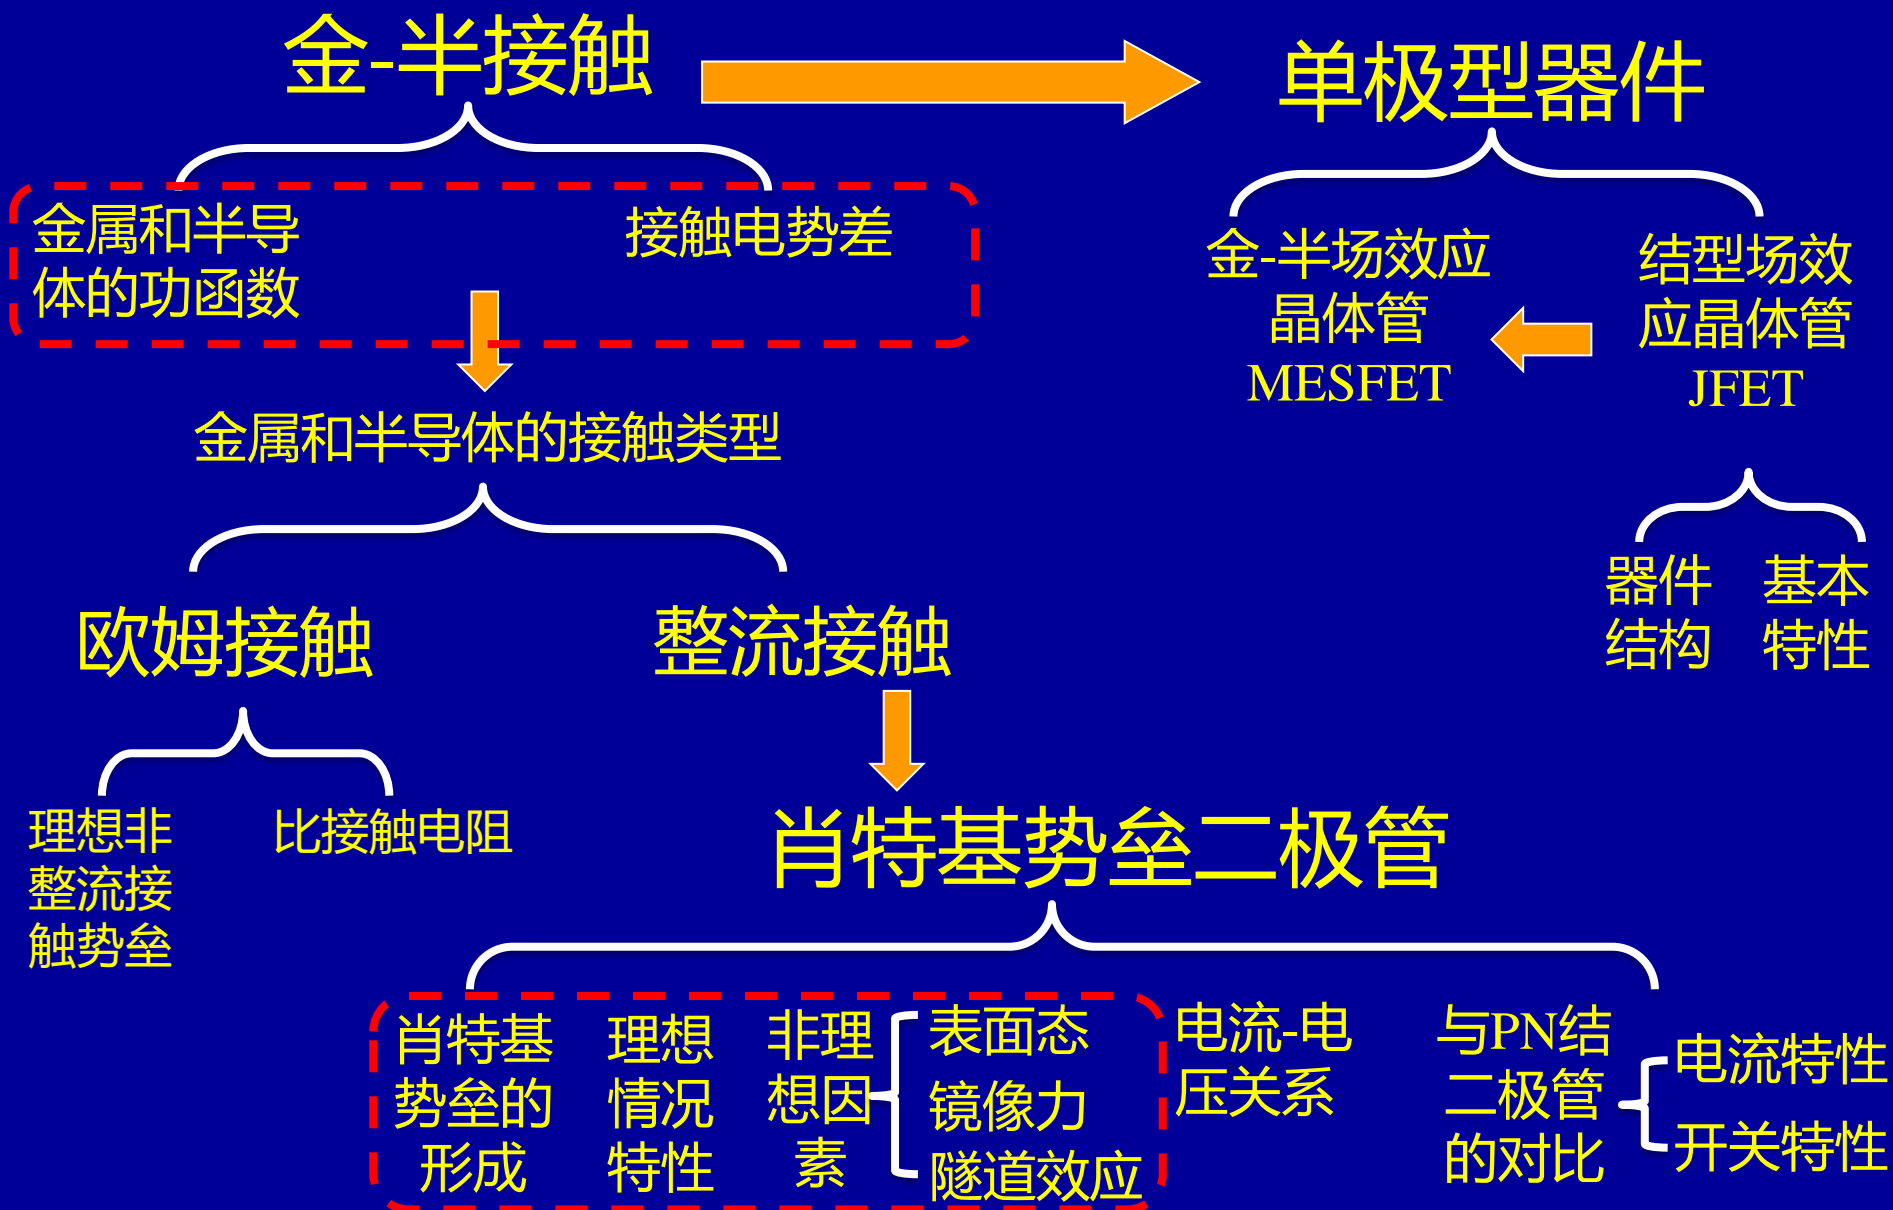 金-半接触
单极型器件
金属和半导
体的功函数
接触电势差
金-半场效应
晶体管
MESFET
结型场效
应晶体管
JFET
金属和半导体的接触类型
器件
结构
基本
特性
欧姆接触
整流接触
理想非
整流接
触势垒
比接触电阻
肖特基势垒二极管
肖特基
势垒的
形成
理想
情况
特性
非理
想因
素
表面态
镜像力
隧道效应
电流-电
压关系
与PN结
二极管
的对比
电流特性
开关特性